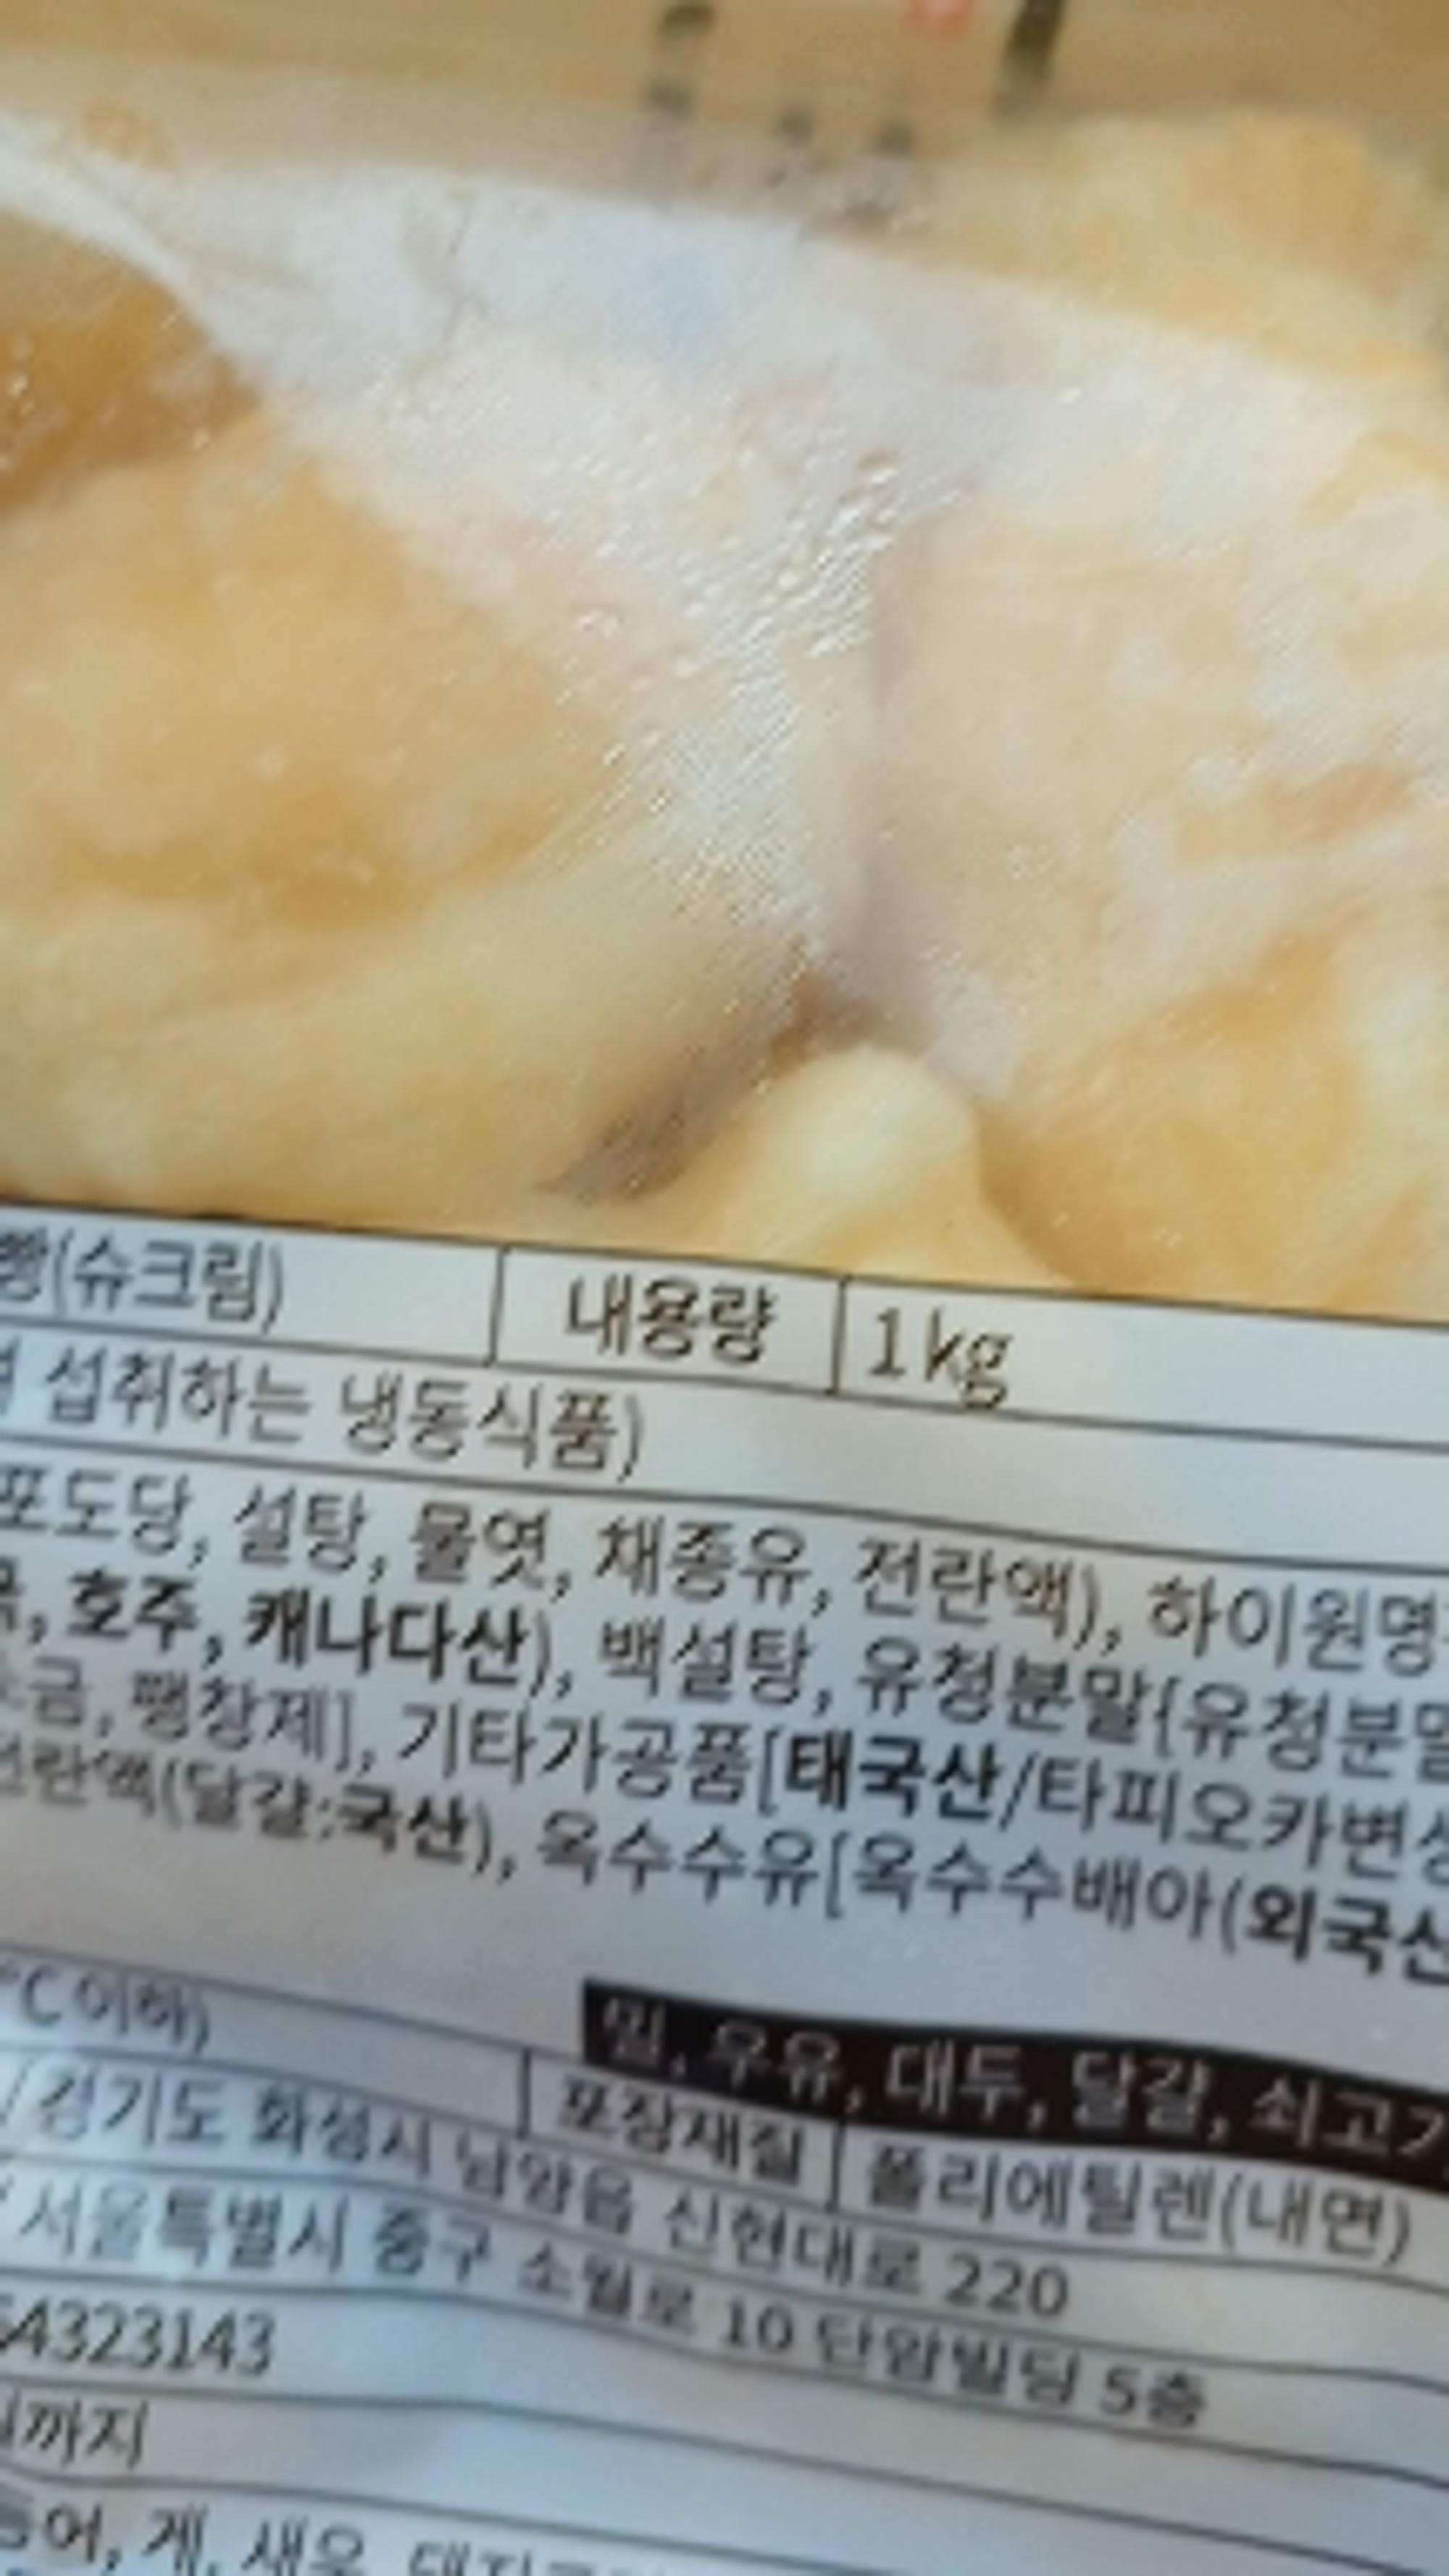 빵(슈크림) 내용량 1kg
섭취하는 냉동식품)
포도당, 설탕, 물엿, 채종유, 전란액), 하이원명
, 호주, 캐나다산), 백설탕, 유청분말{유청분말
소금, 팽창제], 기타가공품[태국산/타피오카변성
전란액(달걀:국산), 옥수수유[옥수수배아(외국산
밀, 우유, 대두, 달걀, 쇠고기
°C이하) 포장재질 폴리에틸렌(내면)
/경기도 화성시 남양읍 신현대로 220
/서울특별시 중구 소월로 10 단암빌딩 5층
54323143
까지
게, 새우,